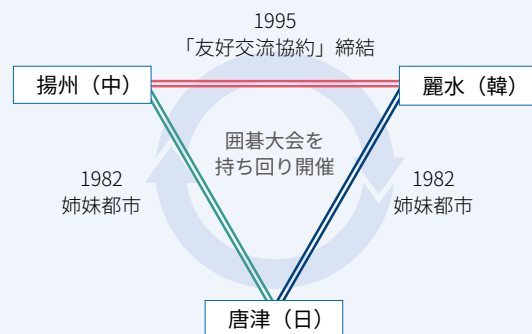 1995
「友好交流協約」締結
揚州（中）
麗水（韓）
囲碁大会を
持ち回り開催
1982
姉妹都市
1982
姉妹都市
唐津（日）